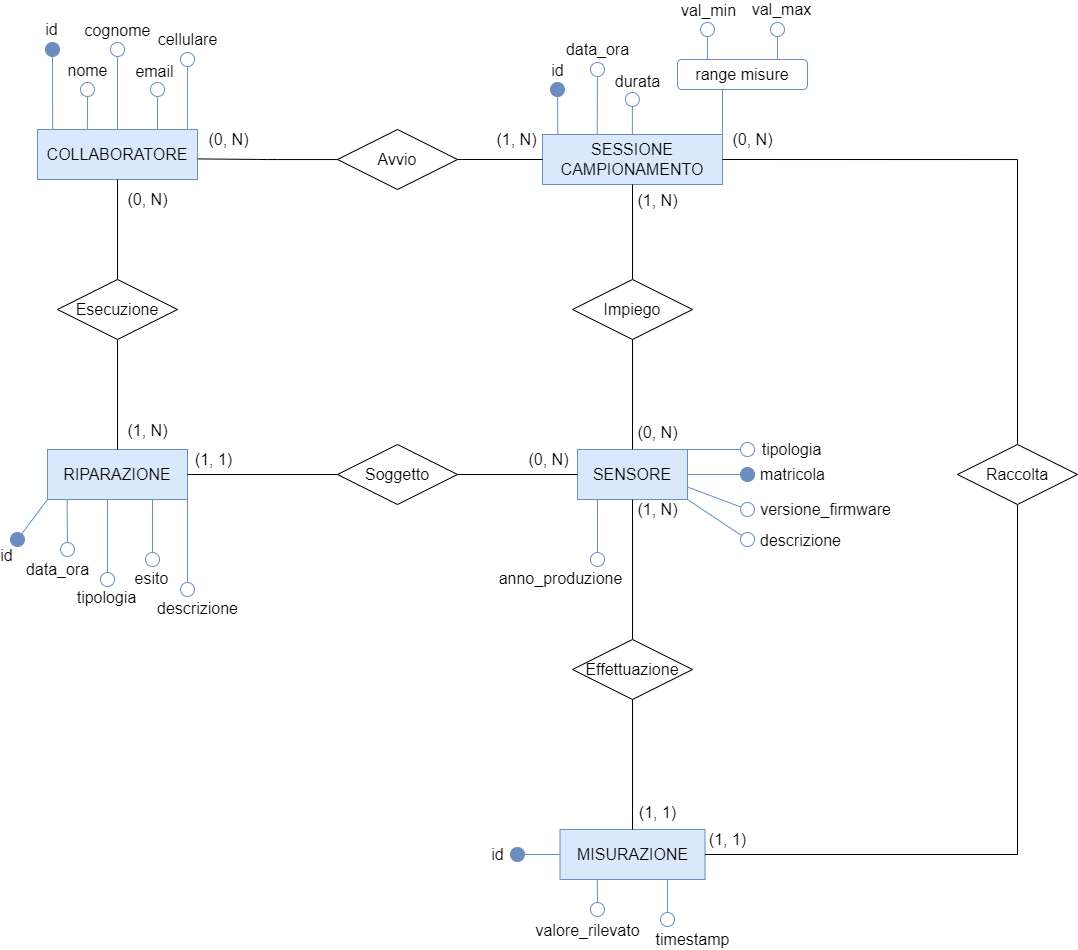 id
cognome
cellulare
nome
email
COLLABORATORE
(0, N)
(0, N)
Avvio
val_min
val_max
range misure
data_ora
id
durata
(1, N)
SESSIONE
CAMPIONAMENTO
(0, N)
(1, N)
Esecuzione
Impiego
(1, N)
RIPARAZIONE
(1, 1)
id
data_ora
tipologia
esito
descrizione
Soggetto
(0, N)
(0, N)
SENSORE
(1, N)
tipologia
matricola
versione_firmware
descrizione
anno_produzione
Raccolta
Effettuazione
(1, 1)
id
MISURAZIONE
(1, 1)
valore_rilevato
timestamp